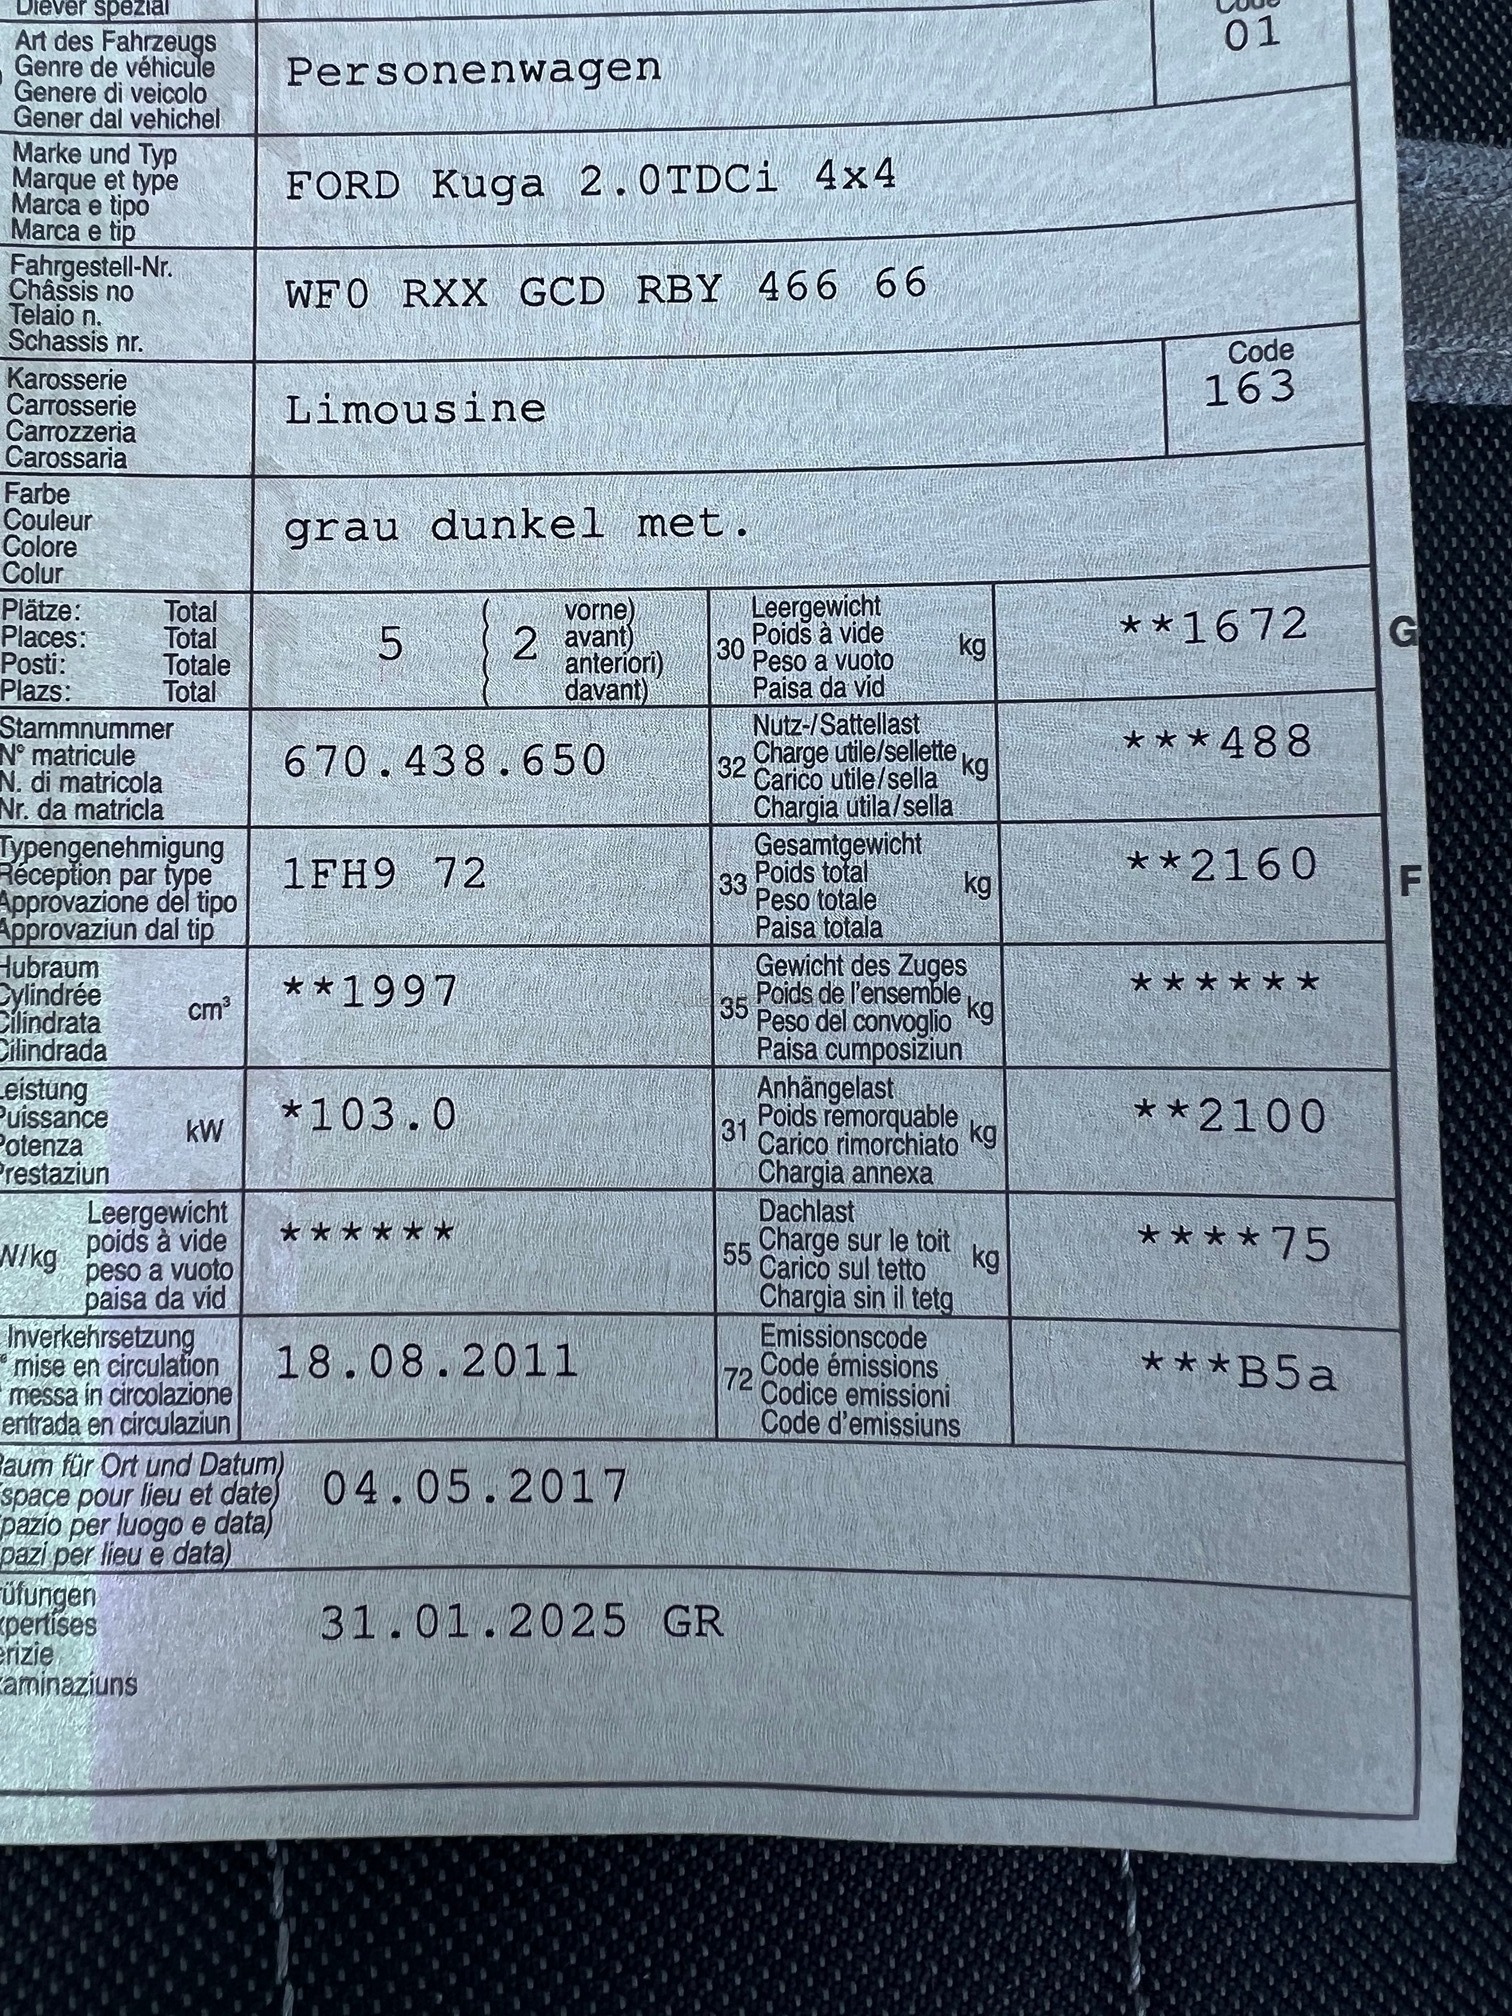 Diever spezial
Code
01
Art des Fahrzeugs
Genre de véhicule
Genere di veicolo
Gener dal vehichel
Personenwagen
Marke und Typ
Marque et type
Marca e tipo
Marca e tip
FORD Kuga 2.0TDCi 4x4
Fahrgestell-Nr.
Châssis no
Telaio n.
Schassis nr.
WF0 RXX GCD RBY 466 66
Karosserie
Carrosserie
Carrozzeria
Carossaria
Limousine
Code
163
Farbe
Couleur
Colore
Colur
grau dunkel met.
Plätze: Total
Places: Total
Posti: Totale
Plazs: Total
5
2
vorne)
avant)
anteriori)
davant)
30
Leergewicht
Poids à vide
Peso a vuoto
Paisa da vid
kg
**1672
G
Stammnummer
N° matricule
N. di matricola
Nr. da matricla
670.438.650
32
Nutz-/Sattellast
Charge utile/sellette
Carico utile/sella
Chargia utila/sella
kg
***488
Typengenehmigung
Réception par type
Approvazione del tipo
Approvaziun dal tip
1FH9 72
33
Gesamtgewicht
Poids total
Peso totale
Paisa totala
kg
**2160
F
Hubraum
Cylindrée
Cilindrata
Cilindrada
cm³
**1997
35
Gewicht des Zuges
Poids de l'ensemble
Peso del convoglio
Paisa cumposiziun
kg
******
Leistung
Puissance
Potenza
Prestaziun
kW
*103.0
31
Anhängelast
Poids remorquable
Carico rimorchiato
Chargia annexa
kg
**2100
W/kg
Leergewicht
poids à vide
peso a vuoto
paisa da vid
******
55
Dachlast
Charge sur le toit
Carico sul tetto
Chargia sin il tetg
kg
****75
Inverkehrsetzung
mise en circulation
messa in circolazione
entrada en circulaziun
18.08.2011
72
Emissionscode
Code émissions
Codice emissioni
Code d'emissiuns
***B5a
aum für Ort und Datum)
space pour lieu et date)
pazio per luogo e data)
pazi per lieu e data)
04.05.2017
üfungen
xpertises
erizie
aminaziuns
31.01.2025 GR